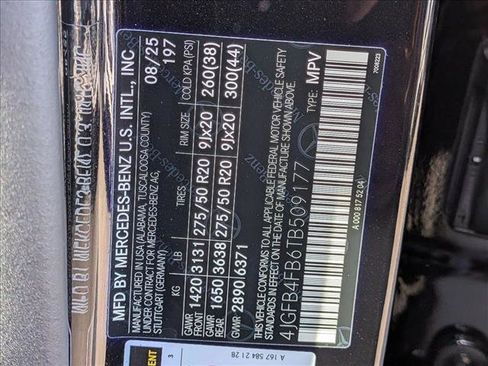 MFD BY MERCEDES-BENZ U.S. INT'L., INC.
MANUFACTURED IN USA (ALABAMA, TUSCALOOSA COUNTY)
FOR MERCEDES-BENZ AG,
STUTTGART (GERMANY)
08/25
197
KG LB TIRES RIM SIZE COLD KPA (PSI)
GAWR FRONT 1420 3131 275/50 R20 9Jx20 260(38)
GAWR REAR 1650 3638 275/50 R20 9Jx20 300(44)
GVWR 2890 6371
THIS VEHICLE CONFORMS TO ALL APPLICABLE FEDERAL MOTOR VEHICLE SAFETY
STANDARDS IN EFFECT ON THE DATE OF MANUFACTURE SHOWN ABOVE.
4JGFB4FB6TB509177 TYPE: MPV
A 000 817 52 04
A 167 584 21 28
3